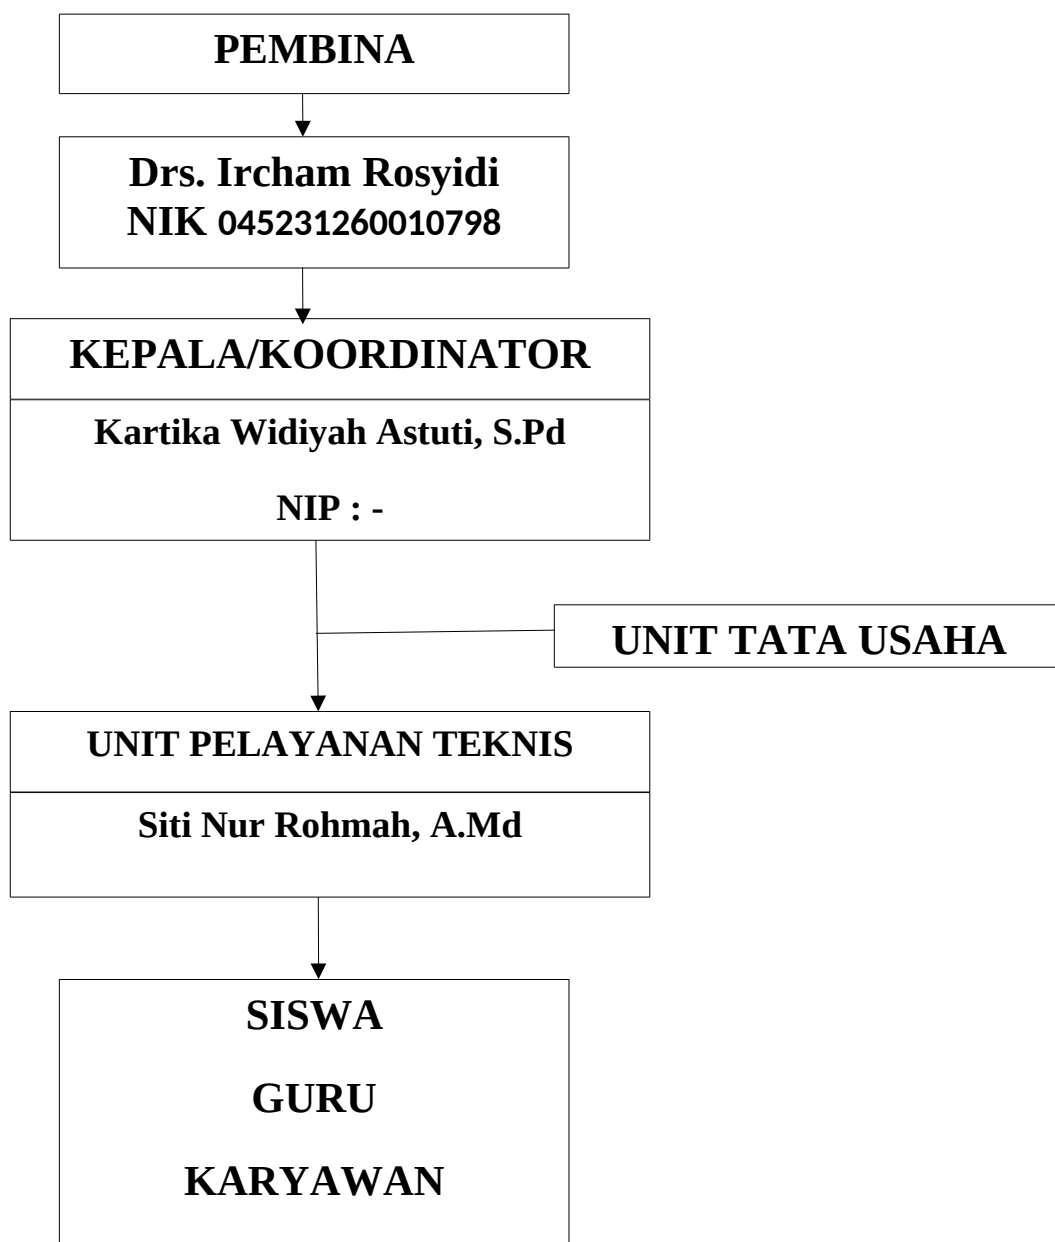 PEMBINA
Drs. Ircham Rosyidi
NIK 045231260010798
KEPALA/KOORDINATOR
Kartika Widiyah Astuti, S.Pd
NIP : -
UNIT TATA USAHA
UNIT PELAYANAN TEKNIS
Siti Nur Rohmah, A.Md
SISWA
GURU
KARYAWAN